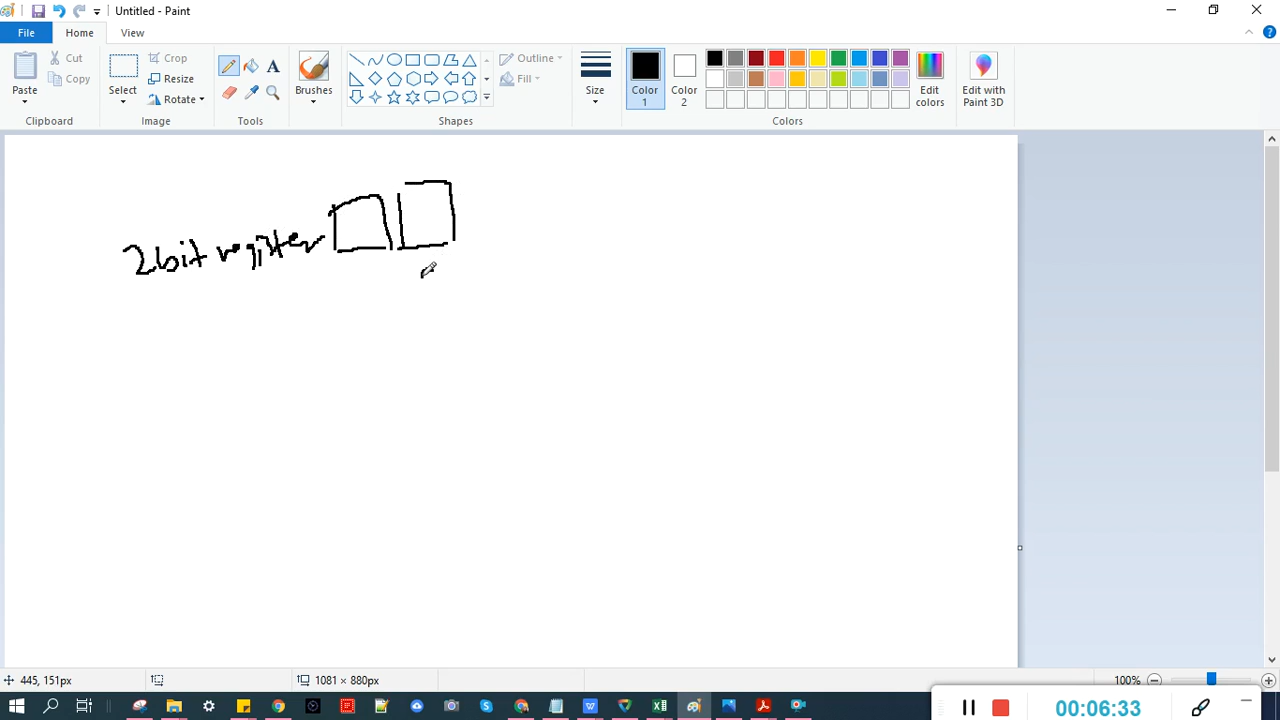 Untitled - Paint
File
Home
View
Paste
Cut
Copy
Clipboard
Select
Crop
Resize
Rotate
Image
Tools
Brushes
Shapes
Outline
Fill
Size
Color 1
Color 2
Edit colors
Colors
Edit with Paint 3D
2bit register
445, 151px
1081 × 880px
100%
00:06:33